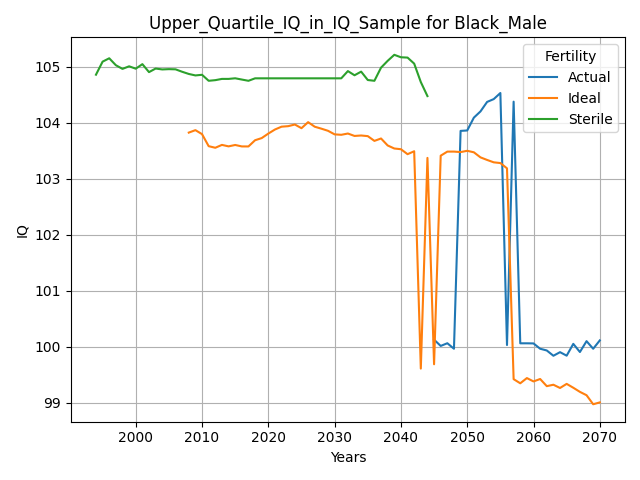 Upper_Quartile_IQ_in_IQ_Sample for Black_Male
Fertility
Actual
Ideal
Sterile
IQ
105
104
103
102
101
100
99
2000 2010 2020 2030 2040 2050 2060 2070
Years